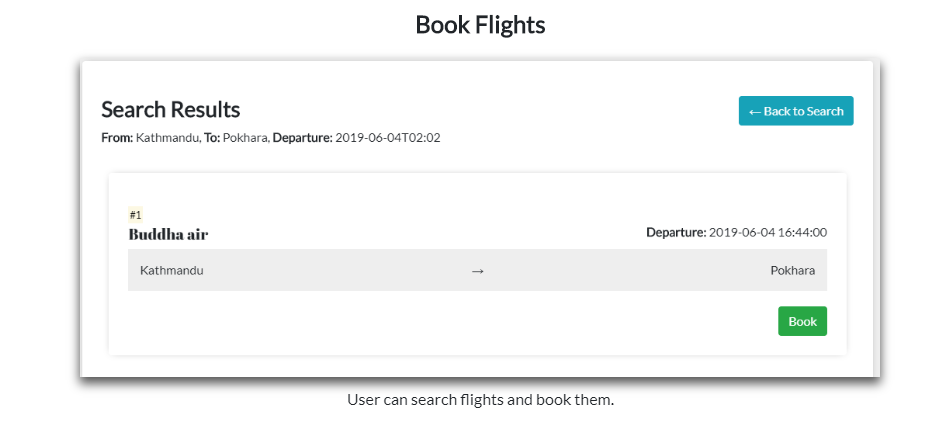 Book Flights
Search Results
← Back to Search
From: Kathmandu, To: Pokhara, Departure: 2019-06-04T02:02
#1
Buddha air
Departure: 2019-06-04 16:44:00
Kathmandu → Pokhara
Book
User can search flights and book them.